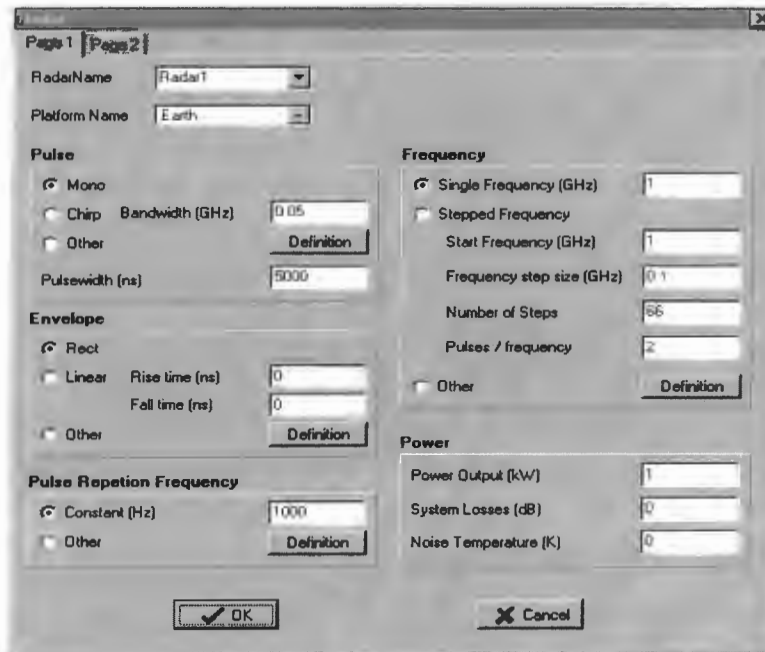 Page 1 Page 2
RadarName Radar1
Platform Name Earth
Pulse
Mono
Chirp Bandwidth (GHz) 0.05
Other Definition
Pulsewidth (ns) 5000
Envelope
Rect
Linear Rise time (ns) 0
Fall time (ns) 0
Other Definition
Pulse Repetion Frequency
Constant (Hz) 1000
Other Definition
Frequency
Single Frequency (GHz) 1
Stepped Frequency
Start Frequency (GHz) 1
Frequency step size (GHz) 0.1
Number of Steps 66
Pulses / frequency 2
Other Definition
Power
Power Output (kW) 1
System Losses (dB) 0
Noise Temperature (K) 0
OK Cancel